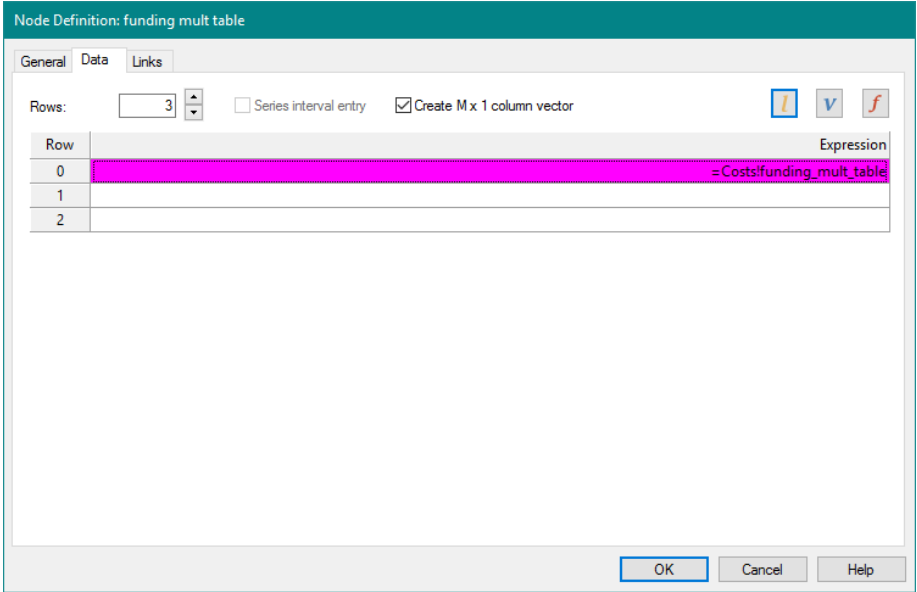 Node Definition: funding mult table
General Data Links
Rows: 3 Series interval entry Create M x 1 column vector l V f
Row Expression
0 =Costs!funding_mult_table
1
2
OK Cancel Help